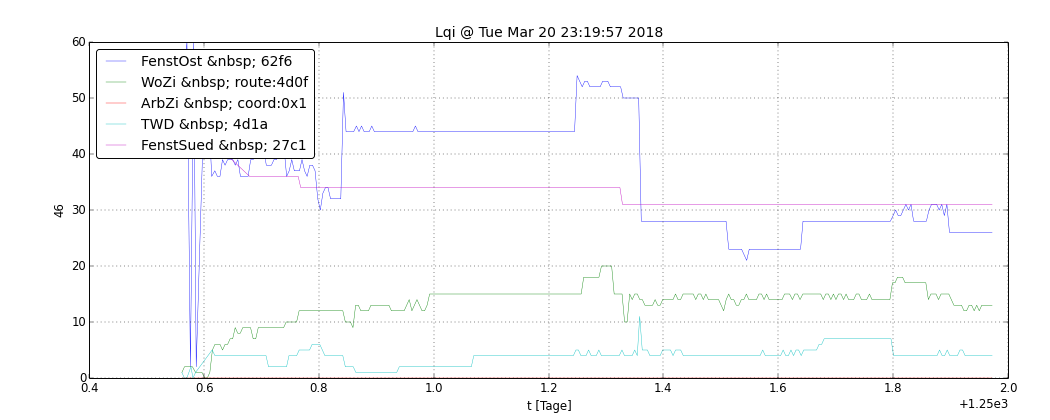 Lqi @ Tue Mar 20 23:19:57 2018
60
50
40
30
20
10
0
46
FenstOst &nbsp; 62f6
WoZi &nbsp; route:4d0f
ArbZi &nbsp; coord:0x1
TWD &nbsp; 4d1a
FenstSued &nbsp; 27c1
0.4 0.6 0.8 1.0 1.2 1.4 1.6 1.8 2.0
t [Tage]
+1.25e3